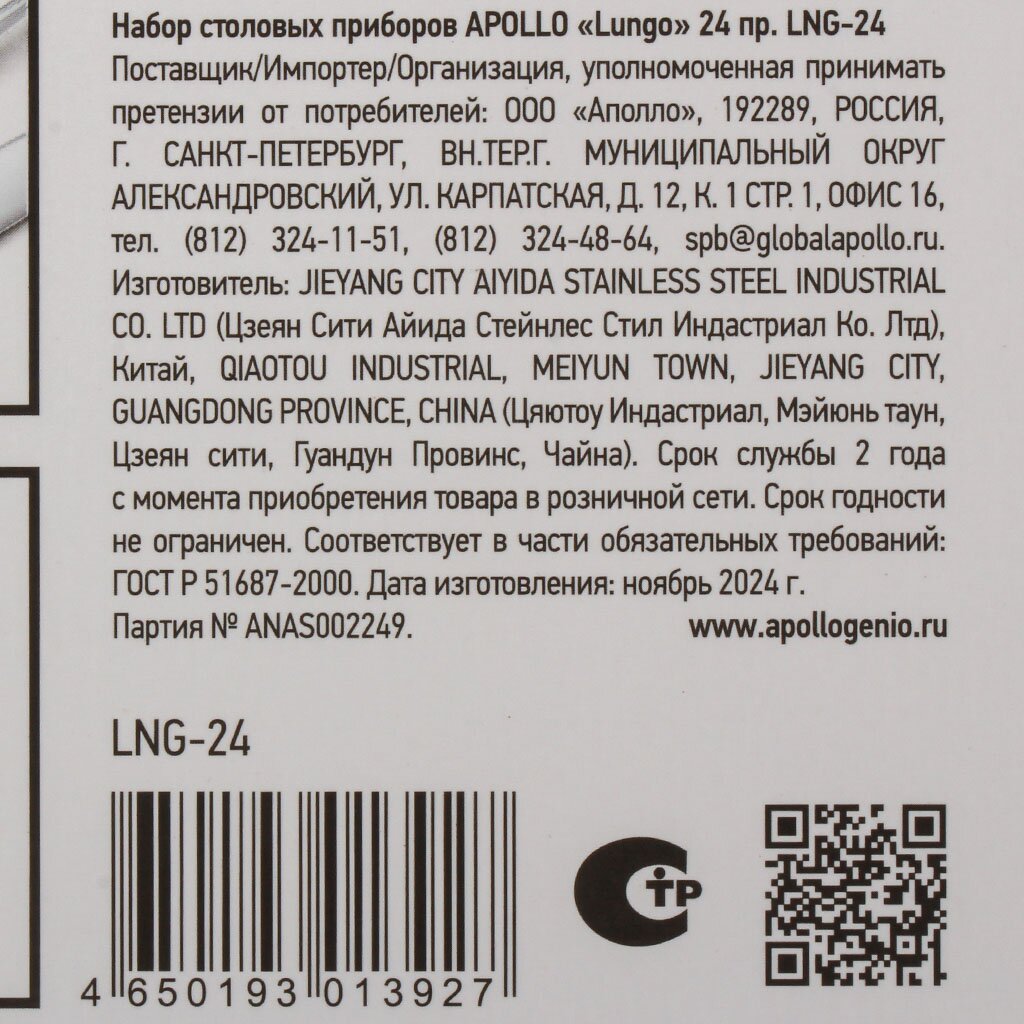 Набор столовых приборов APOLLO «Lungo» 24 пр. LNG-24
Поставщик/Импортер/Организация, уполномоченная принимать
претензии от потребителей: ООО «Аполло», 192289, РОССИЯ,
Г. САНКТ-ПЕТЕРБУРГ, ВН.ТЕР.Г. МУНИЦИПАЛЬНЫЙ ОКРУГ
АЛЕКСАНДРОВСКИЙ, УЛ. КАРПАТСКАЯ, Д. 12, К. 1 СТР. 1, ОФИС 16,
тел. (812) 324-11-51, (812) 324-48-64, spb@globalapollo.ru.
Изготовитель: JIEYANG CITY AIYIDA STAINLESS STEEL INDUSTRIAL
CO. LTD (Цзеян Сити Айида Стейнлес Стил Индастриал Ко. Лтд),
Китай, QIAOTOU INDUSTRIAL, MEIYUN TOWN, JIEYANG CITY,
GUANGDONG PROVINCE, CHINA (Цяютоу Индастриал, Мэйюнь таун,
Цзеян сити, Гуандун Провинс, Чайна). Срок службы 2 года
с момента приобретения товара в розничной сети. Срок годности
не ограничен. Соответствует в части обязательных требований:
ГОСТ Р 51687-2000. Дата изготовления: ноябрь 2024 г.
Партия № ANAS002249. www.apollogenio.ru
LNG-24
СТР
4 650193 013927